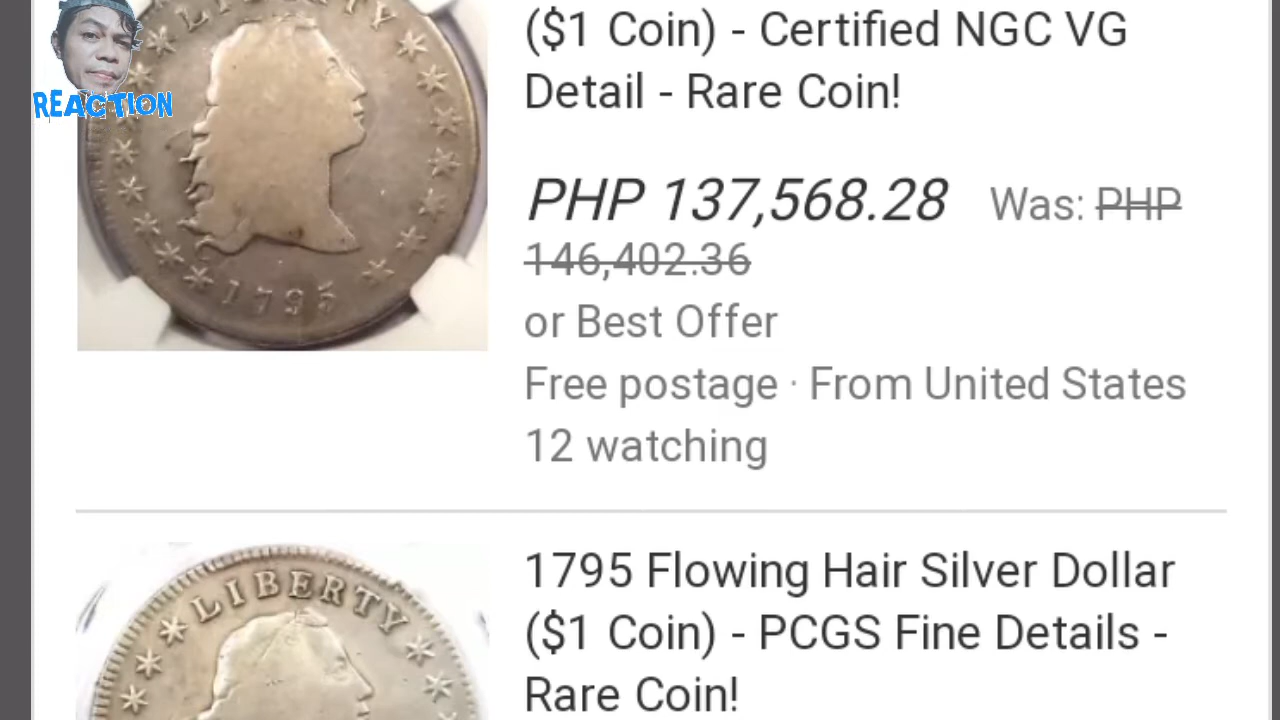 LIBERTY
REACTION
1795
($1 Coin) - Certified NGC VG
Detail - Rare Coin!
PHP 137,568.28 Was: PHP
146,402.36
or Best Offer
Free postage · From United States
12 watching
LIBERTY
1795 Flowing Hair Silver Dollar
($1 Coin) - PCGS Fine Details -
Rare Coin!